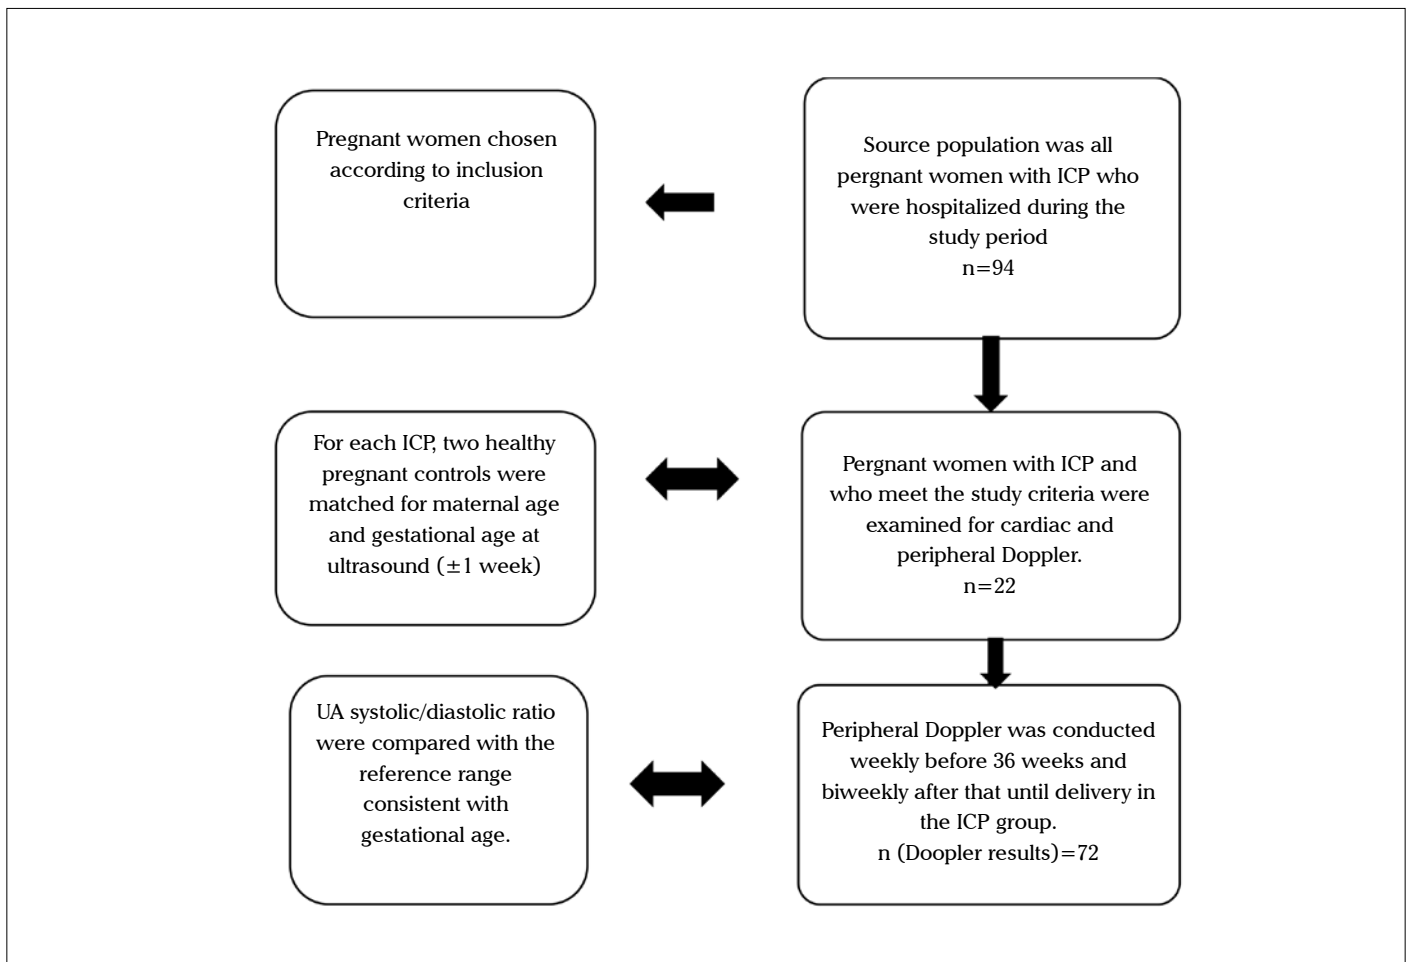 Pregnant women chosen
according to inclusion
criteria
Source population was all
pergnant women with ICP who
were hospitalized during the
study period
n=94
For each ICP, two healthy
pregnant controls were
matched for maternal age
and gestational age at
ultrasound (±1 week)
Pergnant women with ICP and
who meet the study criteria were
examined for cardiac and
peripheral Doppler.
n=22
UA systolic/diastolic ratio
were compared with the
reference range
consistent with
gestational age.
Peripheral Doppler was conducted
weekly before 36 weeks and
biweekly after that until delivery in
the ICP group.
n (Doopler results)=72